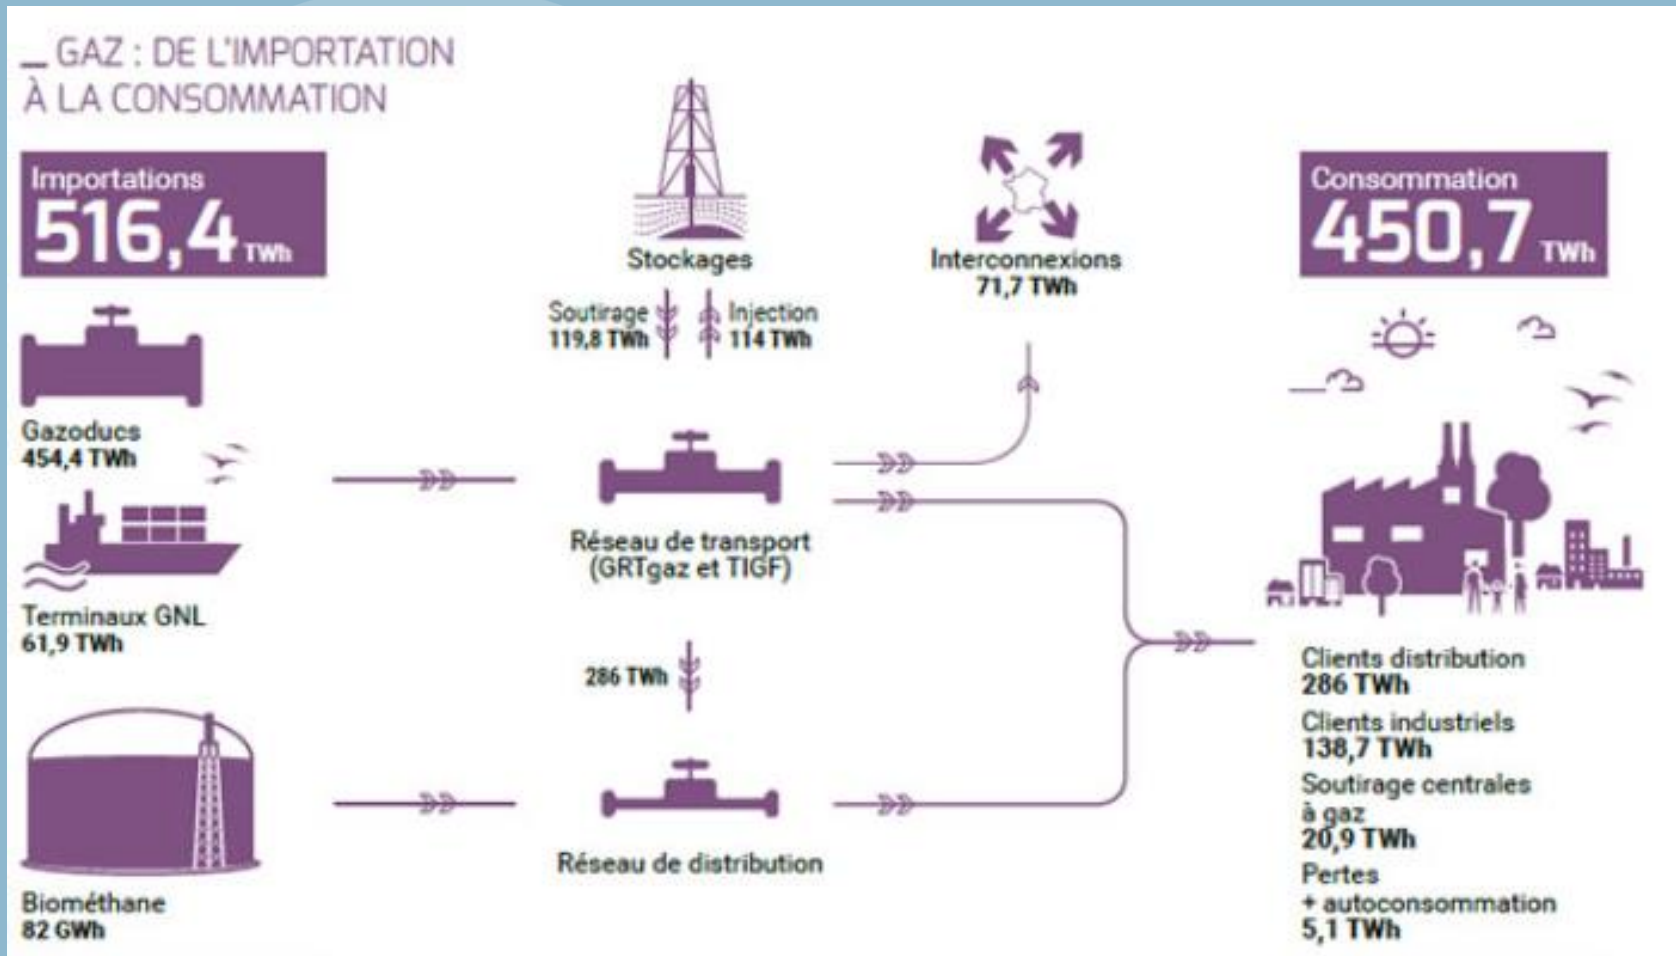 _ GAZ : DE L'IMPORTATION
À LA CONSOMMATION
Importations
516,4 TWh
Gazoducs
454,4 TWh
Terminaux GNL
61,9 TWh
Biométhane
82 GWh
Stockages
Soutirage
119,8 TWh
Injection
114 TWh
Réseau de transport
(GRTgaz et TIGF)
286 TWh
Réseau de distribution
Interconnexions
71,7 TWh
Consommation
450,7 TWh
Clients distribution
286 TWh
Clients industriels
138,7 TWh
Soutirage centrales
à gaz
20,9 TWh
Pertes
+ autoconsommation
5,1 TWh